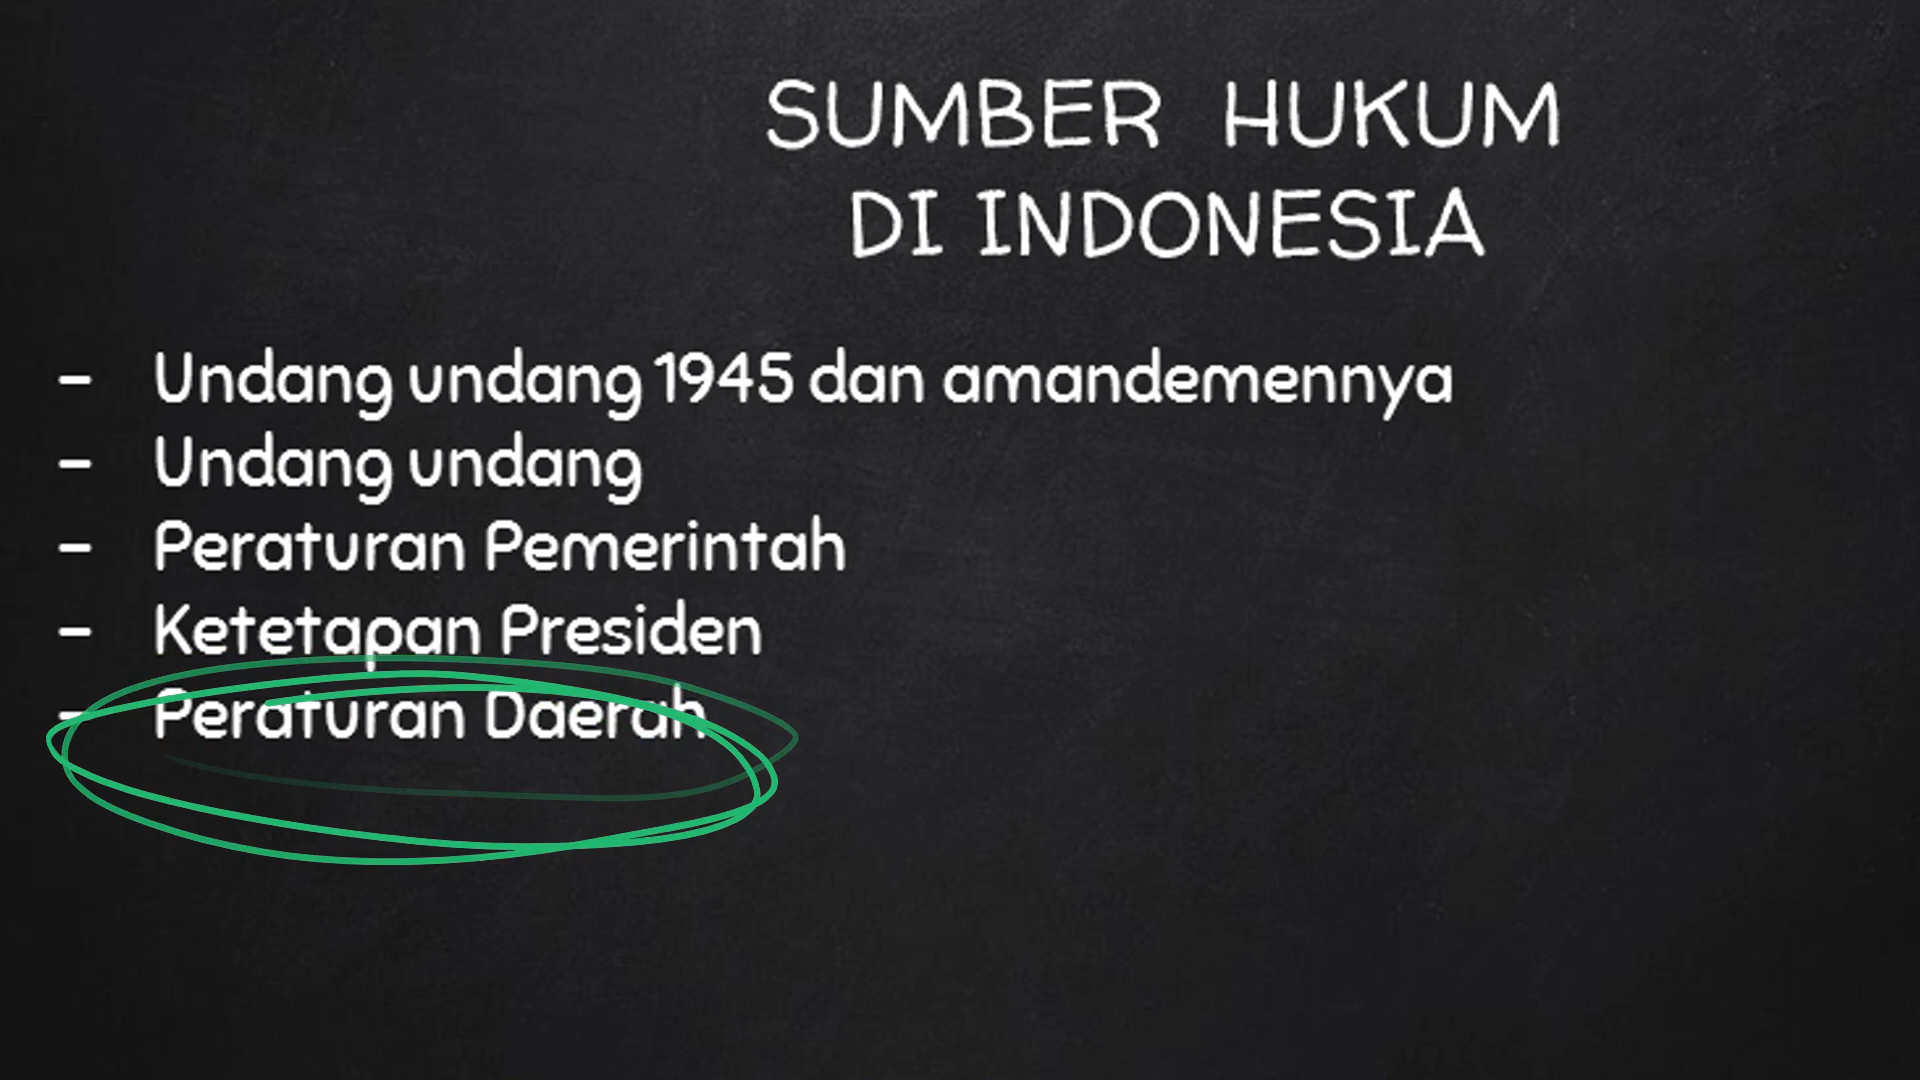 SUMBER HUKUM
DI INDONESIA
- Undang undang 1945 dan amandemennya
- Undang undang
- Peraturan Pemerintah
- Ketetapan Presiden
- Peraturan Daerah